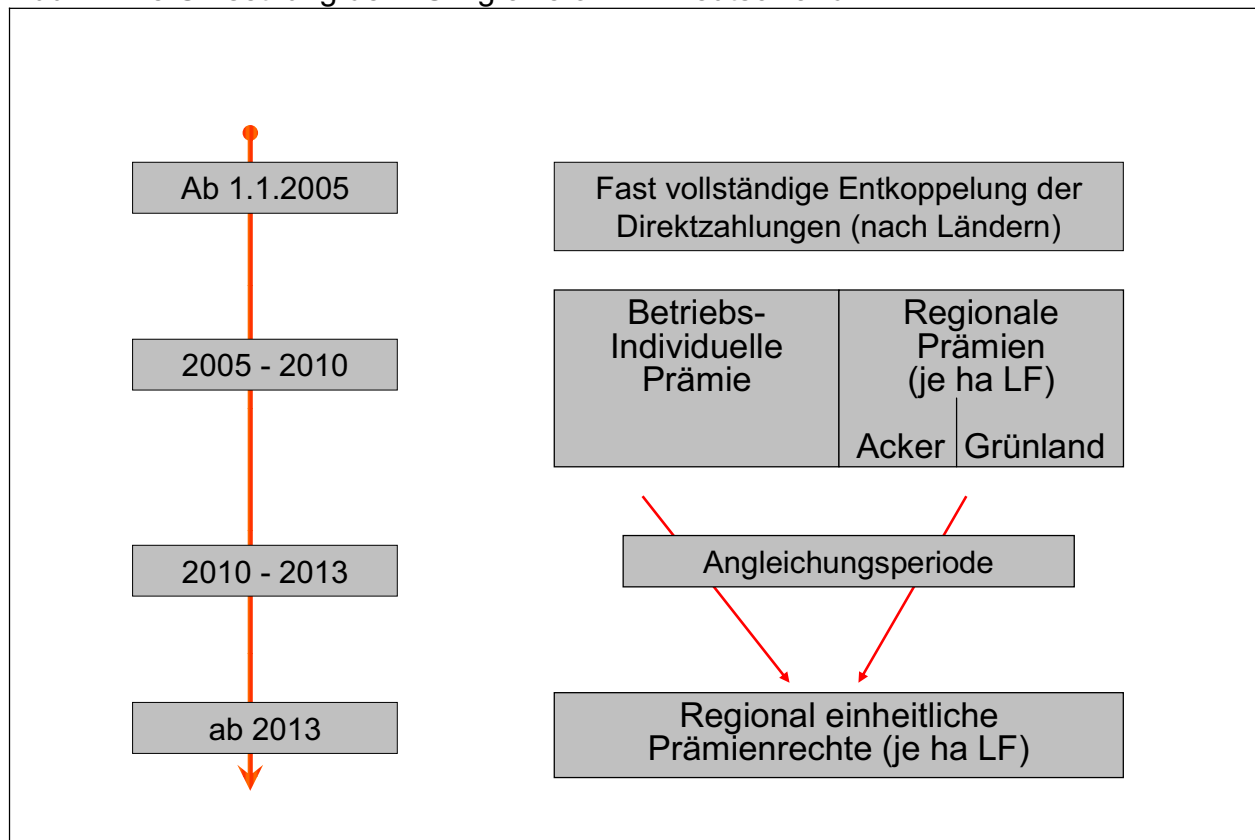 Ab 1.1.2005
Fast vollständige Entkoppelung der
Direktzahlungen (nach Ländern)
2005 - 2010
Betriebs-
Individuelle
Prämie
Regionale
Prämien
(je ha LF)
Acker
Grünland
2010 - 2013
Angleichungsperiode
ab 2013
Regional einheitliche
Prämienrechte (je ha LF)